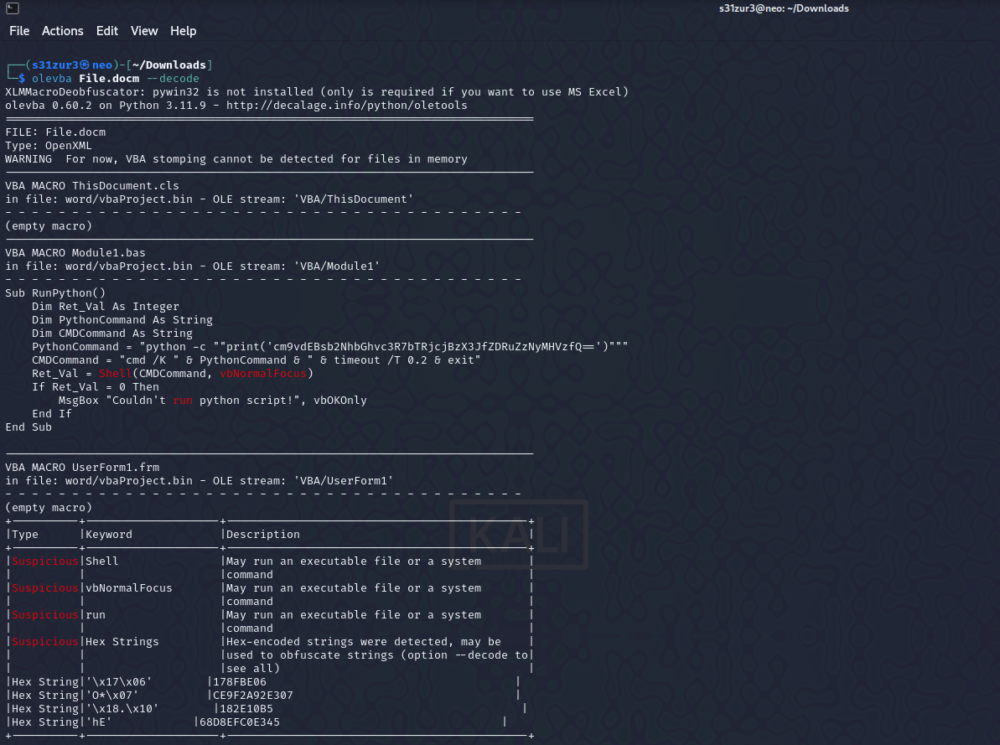 s31zur3@neo: ~/Downloads
File Actions Edit View Help
┌──(s31zur3㉿neo)-[~/Downloads]
└─$ olevba File.docm --decode
XLMMacroDeobfuscator: pywin32 is not installed (only is required if you want to use MS Excel)
olevba 0.60.2 on Python 3.11.9 - http://decalage.info/python/oletools
===============================================================================
FILE: File.docm
Type: OpenXML
WARNING  For now, VBA stomping cannot be detected for files in memory
-------------------------------------------------------------------------------
VBA MACRO ThisDocument.cls
in file: word/vbaProject.bin - OLE stream: 'VBA/ThisDocument'
- - - - - - - - - - - - - - - - - - - - - - - - - - - - - - - - - - - - - - -
(empty macro)
-------------------------------------------------------------------------------
VBA MACRO Module1.bas
in file: word/vbaProject.bin - OLE stream: 'VBA/Module1'
- - - - - - - - - - - - - - - - - - - - - - - - - - - - - - - - - - - - - - -
Sub RunPython()
    Dim Ret_Val As Integer
    Dim PythonCommand As String
    Dim CMDCommand As String
    PythonCommand = "python -c ""print('cm9vdEBsb2NhbGhvc3R7bTRjcjBzX3JfZDRuZzNyMHVzfQ==')"""
    CMDCommand = "cmd /K " & PythonCommand & " & timeout /T 0.2 & exit"
    Ret_Val = Shell(CMDCommand, vbNormalFocus)
    If Ret_Val = 0 Then
        MsgBox "Couldn't run python script!", vbOKOnly
    End If
End Sub
-------------------------------------------------------------------------------
VBA MACRO UserForm1.frm
in file: word/vbaProject.bin - OLE stream: 'VBA/UserForm1'
- - - - - - - - - - - - - - - - - - - - - - - - - - - - - - - - - - - - - - -
(empty macro)
+----------+--------------------+---------------------------------------------+
|Type      |Keyword             |Description                                  |
+----------+--------------------+---------------------------------------------+
|Suspicious|Shell               |May run an executable file or a system       |
|          |                    |command                                      |
|Suspicious|vbNormalFocus       |May run an executable file or a system       |
|          |                    |command                                      |
|Suspicious|run                 |May run an executable file or a system       |
|          |                    |command                                      |
|Suspicious|Hex Strings         |Hex-encoded strings were detected, may be    |
|          |                    |used to obfuscate strings (option --decode to|
|          |                    |see all)                                     |
|Hex String|'\x17\x06'        |178FBE06                                     |
|Hex String|'O*\x07'          |CE9F2A92E307                                 |
|Hex String|'\x18.\x10'        |182E10B5                                     |
|Hex String|'hE'            |68D8EFC0E345                                 |
+----------+--------------------+---------------------------------------------+
KALI